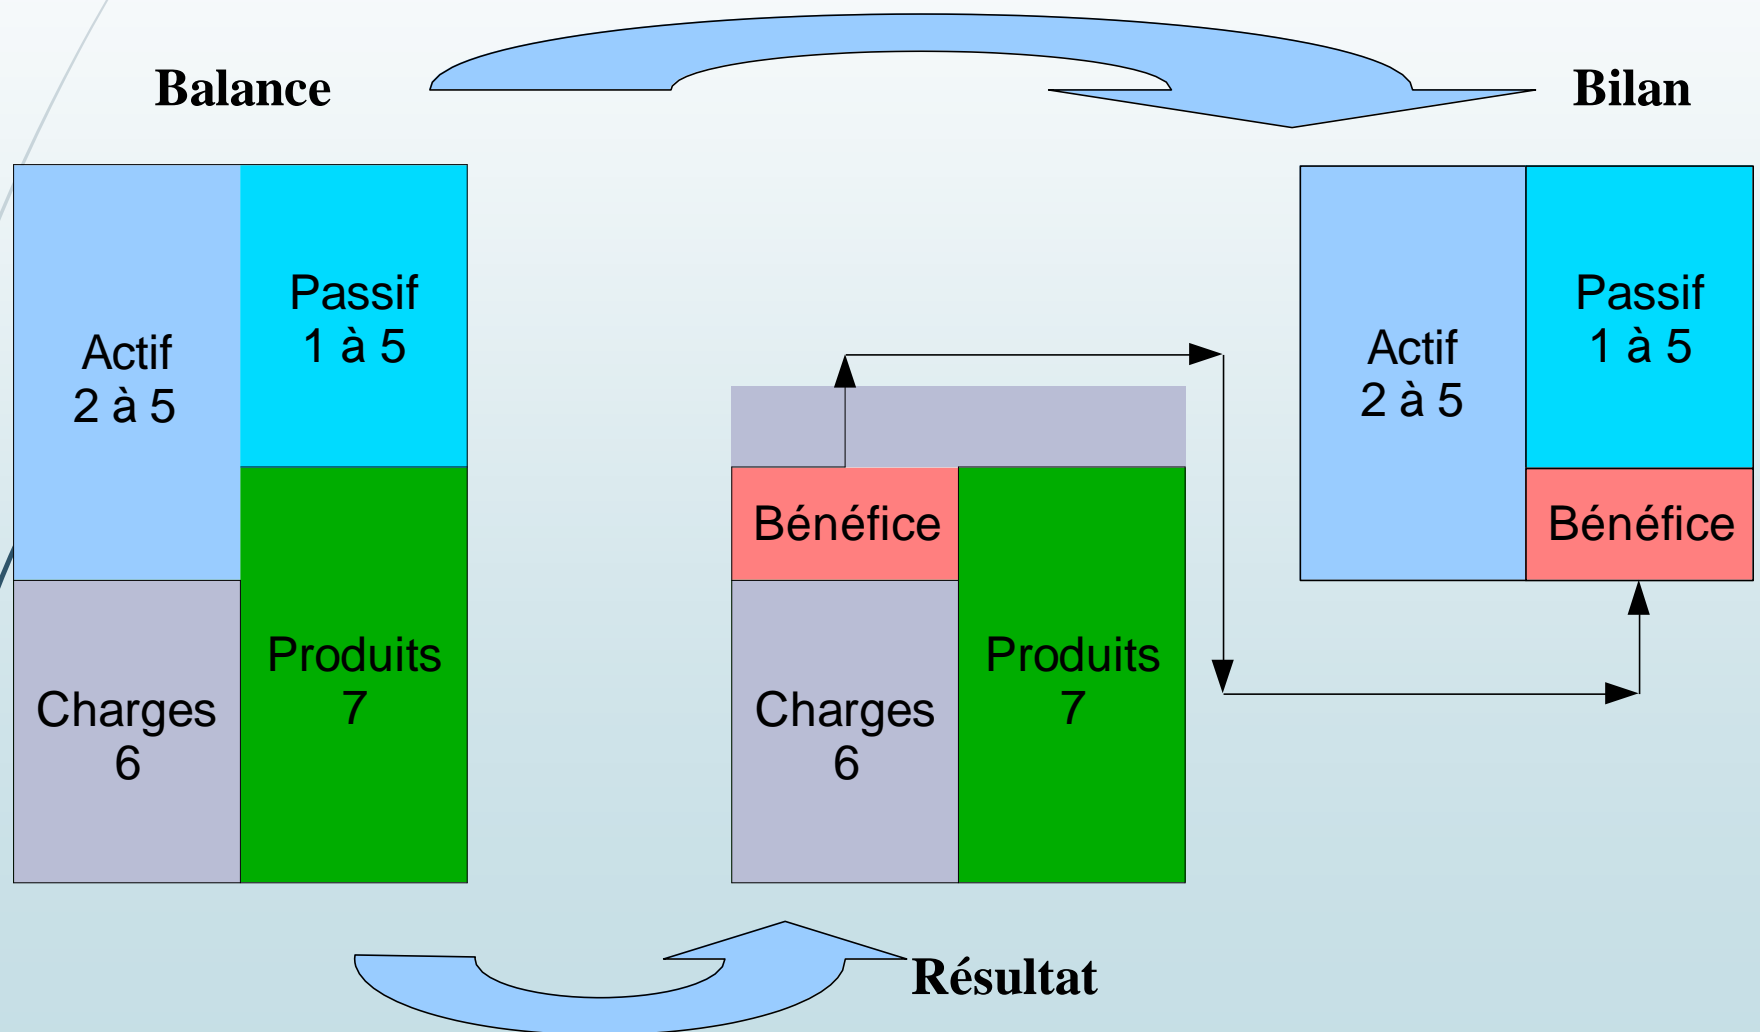 Balance
Bilan
Actif
2 à 5
Passif
1 à 5
Charges
6
Produits
7
Bénéfice
Charges
6
Produits
7
Actif
2 à 5
Passif
1 à 5
Bénéfice
Résultat